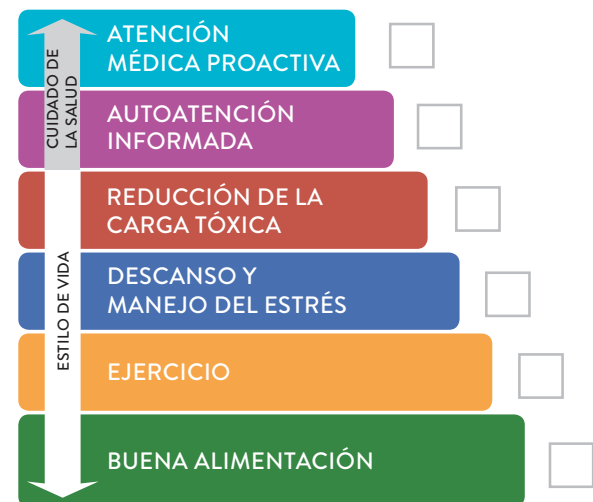 ATENCIÓN
MÉDICA PROACTIVA
AUTOATENCIÓN
INFORMADA
REDUCCIÓN DE LA
CARGA TÓXICA
DESCANSO Y
MANEJO DEL ESTRÉS
EJERCICIO
BUENA ALIMENTACIÓN
CUIDADO DE
LA SALUD
ESTILO DE VIDA